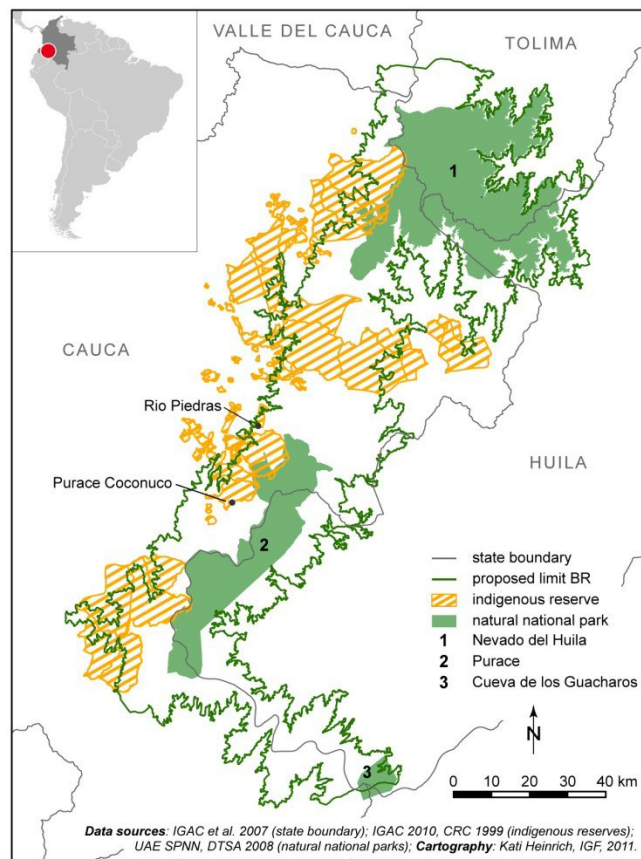 VALLE DEL CAUCA
TOLIMA
1
CAUCA
Rio Piedras
HUILA
Purace Coconuco
2
state boundary
proposed limit BR
indigenous reserve
natural national park
1 Nevado del Huila
2 Purace
3 Cueva de los Guacharos
3
N
0 10 20 30 40 km
Data sources: IGAC et al. 2007 (state boundary); IGAC 2010, CRC 1999 (indigenous reserves);
UAE SPNN, DTSA 2008 (natural national parks); Cartography: Kati Heinrich, IGF, 2011.